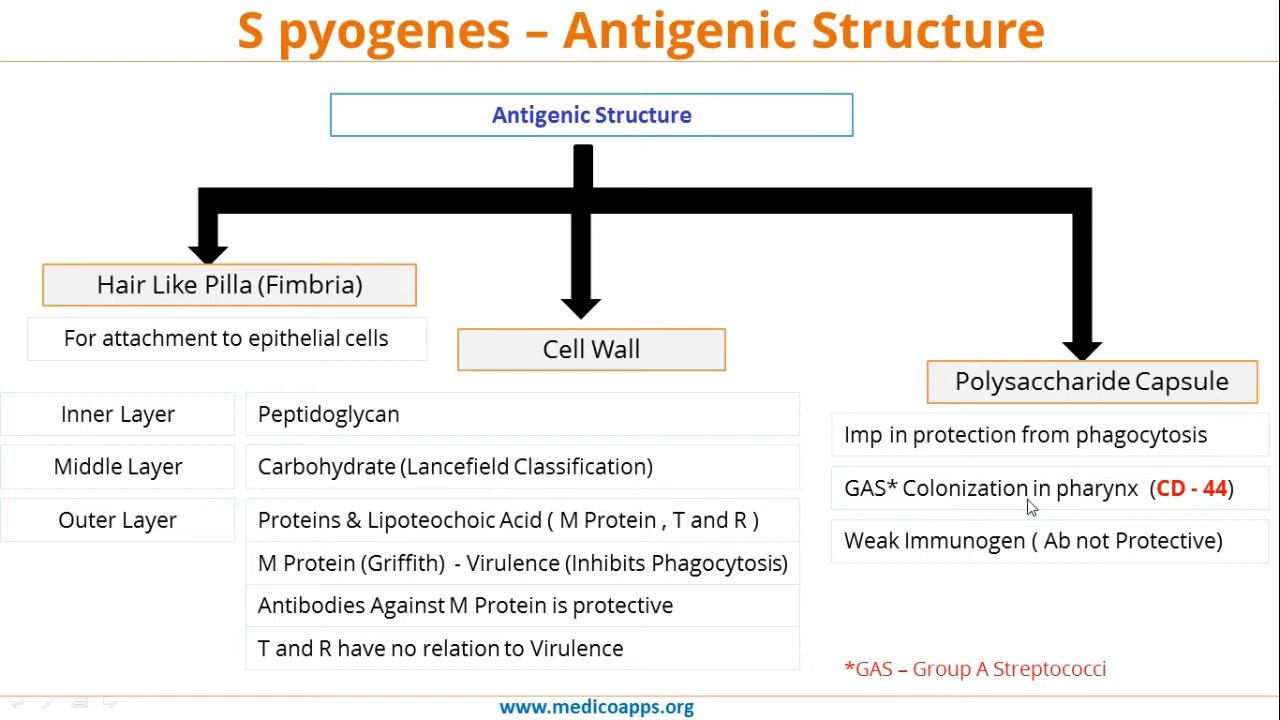 S pyogenes – Antigenic Structure
Antigenic Structure
Hair Like Pilla (Fimbria)
For attachment to epithelial cells
Cell Wall
Inner Layer
Peptidoglycan
Middle Layer
Carbohydrate (Lancefield Classification)
Outer Layer
Proteins & Lipoteochoic Acid ( M Protein , T and R )
M Protein (Griffith) - Virulence (Inhibits Phagocytosis)
Antibodies Against M Protein is protective
T and R have no relation to Virulence
Polysaccharide Capsule
Imp in protection from phagocytosis
GAS* Colonization in pharynx (CD - 44)
Weak Immunogen ( Ab not Protective)
*GAS – Group A Streptococci
www.medicoapps.org